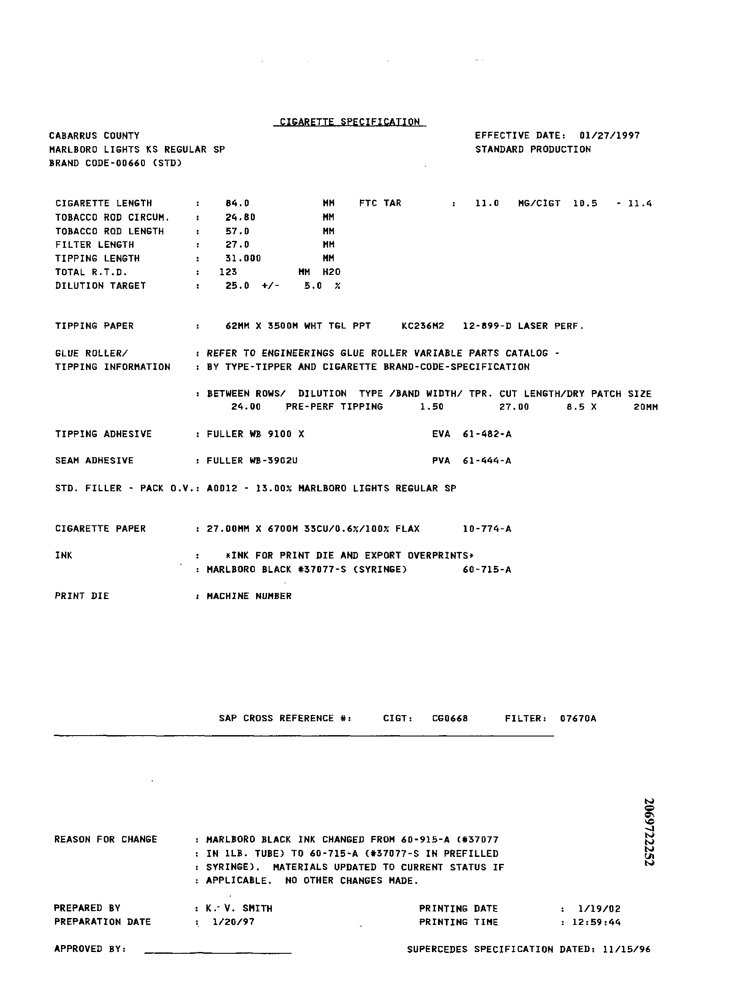 CIGARETTE SPECIFICATION
CABARRUS COUNTY EFFECTIVE DATE: 01/27/1997
MARLBORO LIGHTS KS REGULAR SP STANDARD PRODUCTION
BRAND CODE-00660 (STD)
CIGARETTE LENGTH : 84.0 MM FTC TAR : 11.0 MG/CIGT 10.5 - 11.4
TOBACCO ROD CIRCUM. : 24.80 MM
TOBACCO ROD LENGTH : 57.0 MM
FILTER LENGTH : 27.0 MM
TIPPING LENGTH : 31.000 MM
TOTAL R.T.D. : 123 MM H2O
DILUTION TARGET : 25.0 +/- 5.0 %
TIPPING PAPER : 62MM X 3500M WHT TGL PPT KC236M2 12-899-D LASER PERF.
GLUE ROLLER/ : REFER TO ENGINEERINGS GLUE ROLLER VARIABLE PARTS CATALOG -
TIPPING INFORMATION : BY TYPE-TIPPER AND CIGARETTE BRAND-CODE-SPECIFICATION
: BETWEEN ROWS/ DILUTION TYPE /BAND WIDTH/ TPR. CUT LENGTH/DRY PATCH SIZE
24.00 PRE-PERF TIPPING 1.50 27.00 8.5 X 20MM
TIPPING ADHESIVE : FULLER WB 9100 X EVA 61-482-A
SEAM ADHESIVE : FULLER WB-3902U PVA 61-444-A
STD. FILLER - PACK O.V.: A0012 - 13.00% MARLBORO LIGHTS REGULAR SP
CIGARETTE PAPER : 27.00MM X 6700M 33CU/0.6%/100% FLAX 10-774-A
INK : *INK FOR PRINT DIE AND EXPORT OVERPRINTS*
: MARLBORO BLACK #37077-S (SYRINGE) 60-715-A
PRINT DIE : MACHINE NUMBER
SAP CROSS REFERENCE #: CIGT: CG0668 FILTER: 07670A
2069722252
REASON FOR CHANGE : MARLBORO BLACK INK CHANGED FROM 60-915-A (#37077
: IN 1LB. TUBE) TO 60-715-A (#37077-S IN PREFILLED
: SYRINGE). MATERIALS UPDATED TO CURRENT STATUS IF
: APPLICABLE. NO OTHER CHANGES MADE.
PREPARED BY : K. V. SMITH PRINTING DATE : 1/19/02
PREPARATION DATE : 1/20/97 PRINTING TIME : 12:59:44
APPROVED BY: SUPERCEDES SPECIFICATION DATED: 11/15/96